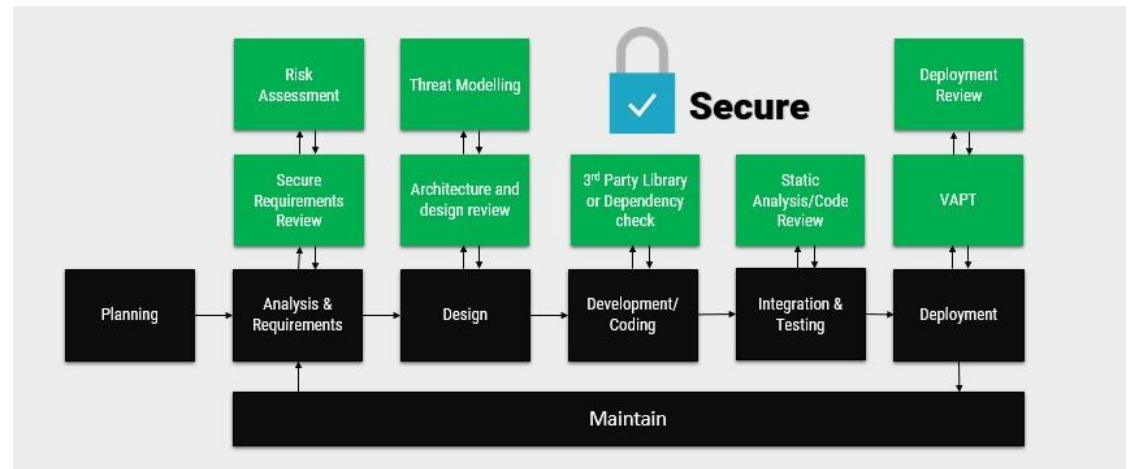 Risk
Assessment
Threat Modelling
Secure
Deployment
Review
Secure
Requirements
Review
Architecture and
design review
3rd Party Library
or Dependency
check
Static
Analysis/Code
Review
VAPT
Planning
Analysis &
Requirements
Design
Development/
Coding
Integration &
Testing
Deployment
Maintain